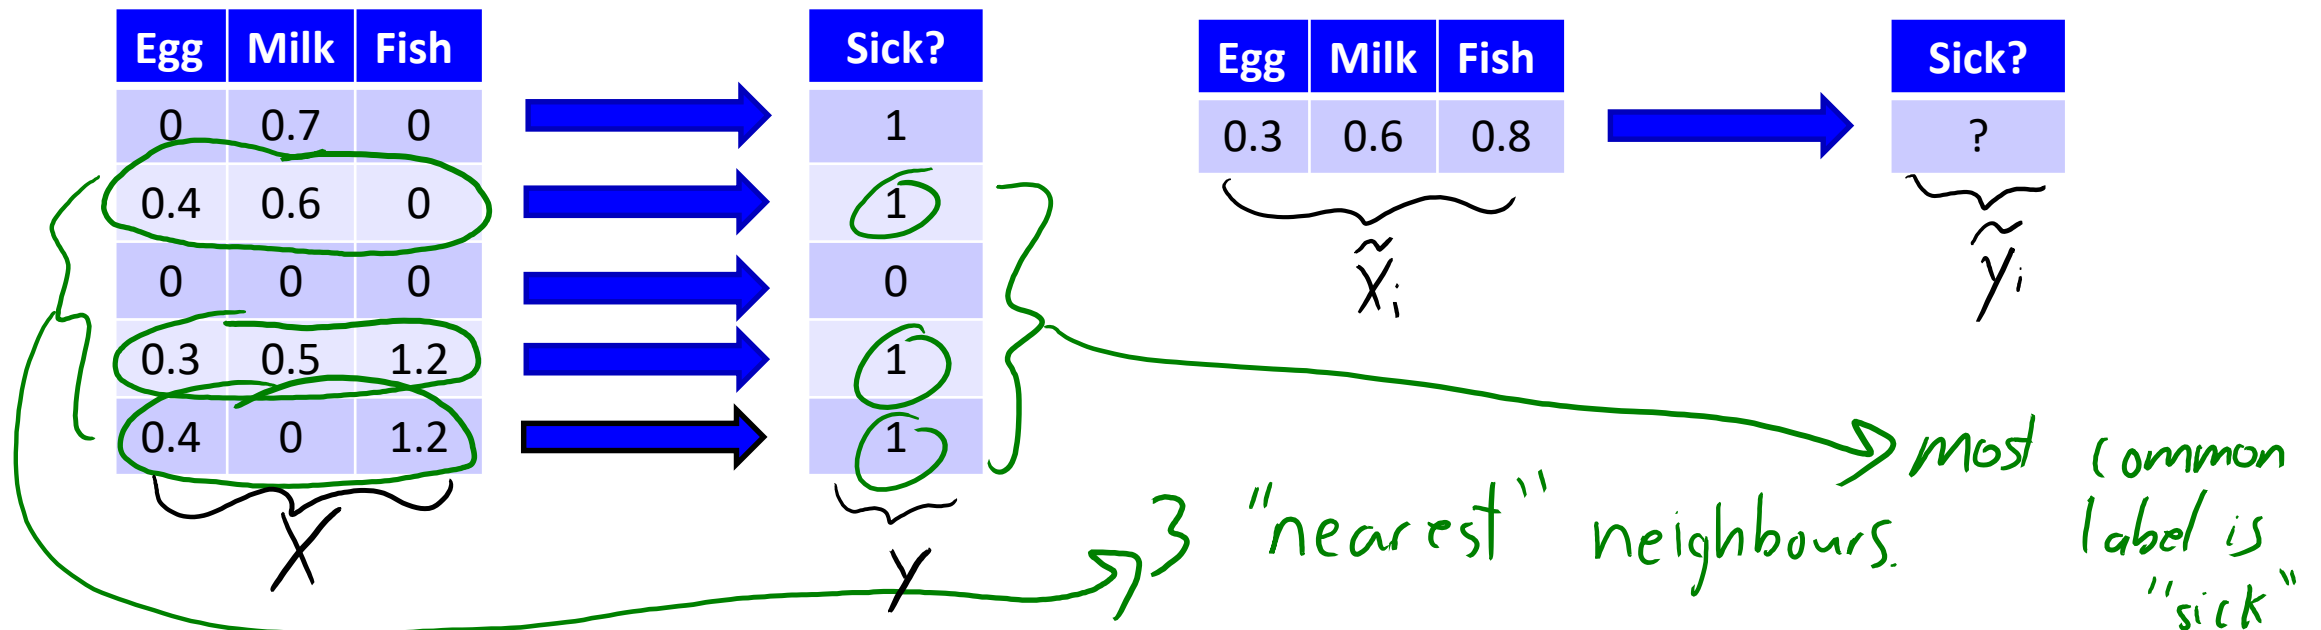 Egg Milk Fish
0 0.7 0
0.4 0.6 0
0 0 0
0.3 0.5 1.2
0.4 0 1.2
X
Sick?
1
1
0
1
1
y
Egg Milk Fish
0.3 0.6 0.8
x̃i
Sick?
?
ỹi
3 "nearest" neighbours.
most common
label is
"sick"